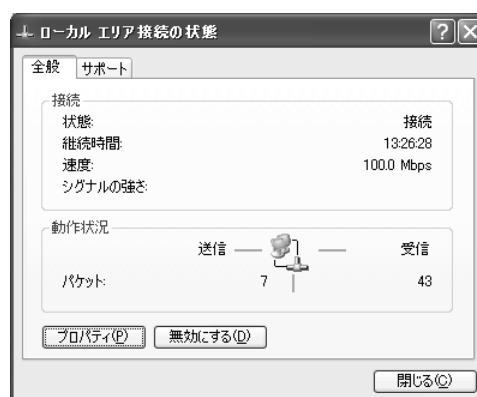 ローカル エリア接続の状態
全般 サポート
接続
状態: 接続
継続時間: 13:26:28
速度: 100.0 Mbps
シグナルの強さ:
動作状況
送信 受信
パケット: 7 43
プロパティ(P) 無効にする(D)
閉じる(C)